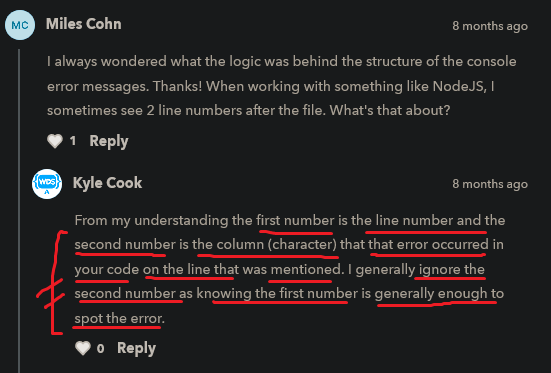 MC
Miles Cohn
8 months ago
I always wondered what the logic was behind the structure of the console
error messages. Thanks! When working with something like NodeJS, I
sometimes see 2 line numbers after the file. What's that about?
1 Reply
{WDS}
Kyle Cook
8 months ago
From my understanding the first number is the line number and the
second number is the column (character) that that error occurred in
your code on the line that was mentioned. I generally ignore the
second number as knowing the first number is generally enough to
spot the error.
0 Reply